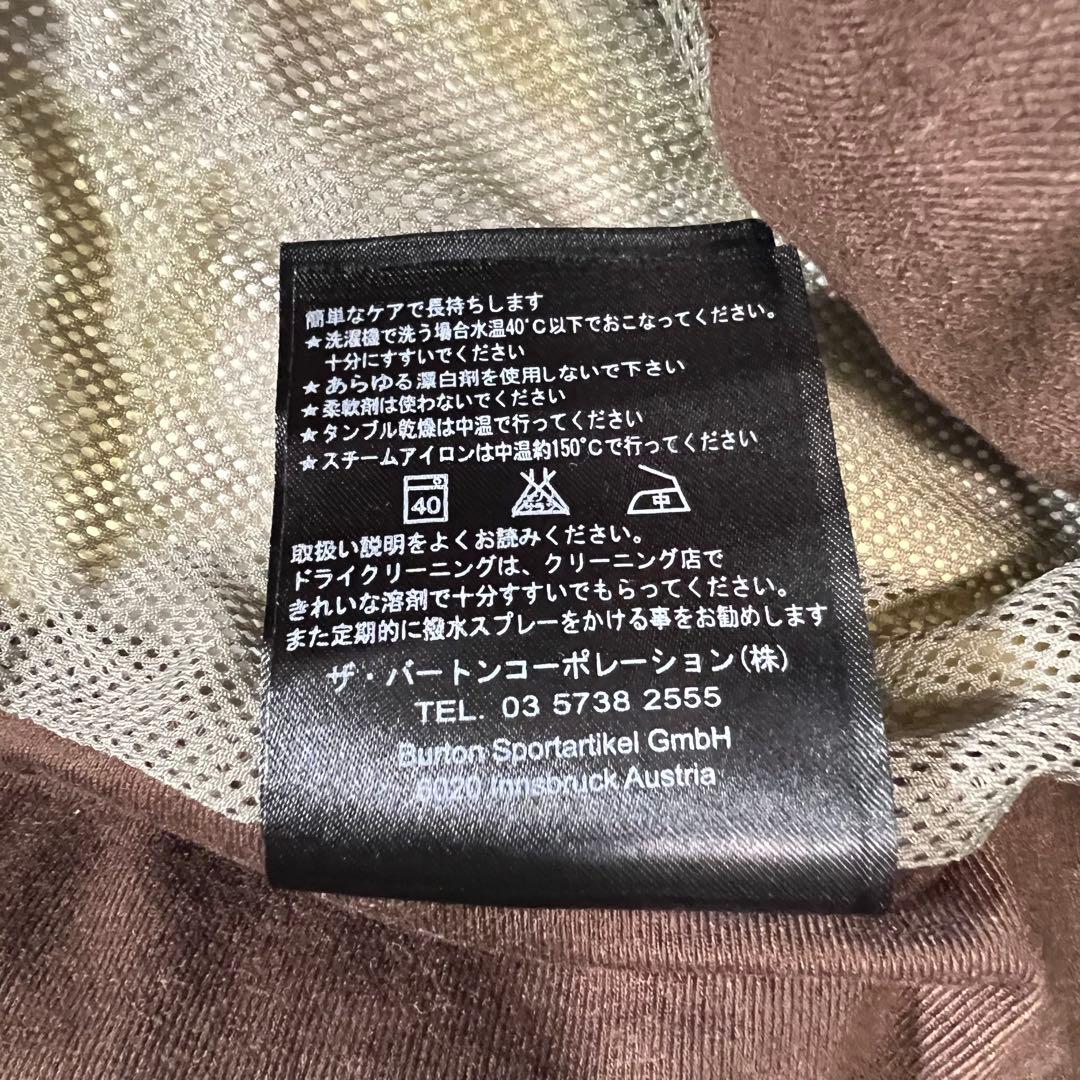 簡単なケアで長持ちします
★洗濯機で洗う場合水温40°C以下でおこなってください。
十分にすすいでください
★あらゆる漂白剤を使用しないで下さい
★柔軟剤は使わないでください
★タンブル乾燥は中温で行ってください
★スチームアイロンは中温約150°Cで行ってください
40 中
取扱い説明をよくお読みください。
ドライクリーニングは、クリーニング店で
きれいな溶剤で十分すすいでもらってください。
また定期的に撥水スプレーをかける事をお勧めします
ザ・バートンコーポレーション(株)
TEL. 03 5738 2555
Burton Sportartikel GmbH
6020 Innsbruck Austria